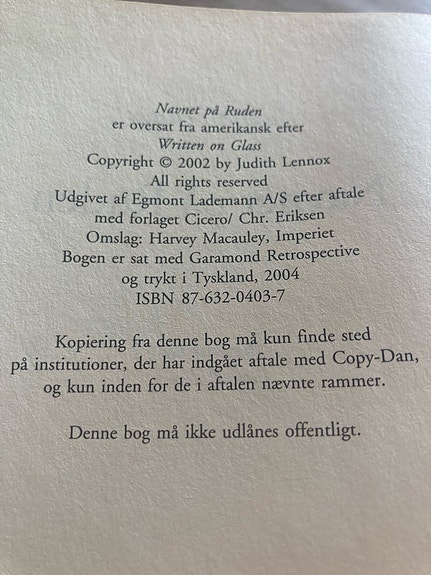 Navnet på Ruden
er oversat fra amerikansk efter
Written on Glass
Copyright © 2002 by Judith Lennox
All rights reserved
Udgivet af Egmont Lademann A/S efter aftale
med forlaget Cicero/ Chr. Eriksen
Omslag: Harvey Macauley, Imperiet
Bogen er sat med Garamond Retrospective
og trykt i Tyskland, 2004
ISBN 87-632-0403-7
Kopiering fra denne bog må kun finde sted
på institutioner, der har indgået aftale med Copy-Dan,
og kun inden for de i aftalen nævnte rammer.
Denne bog må ikke udlånes offentligt.